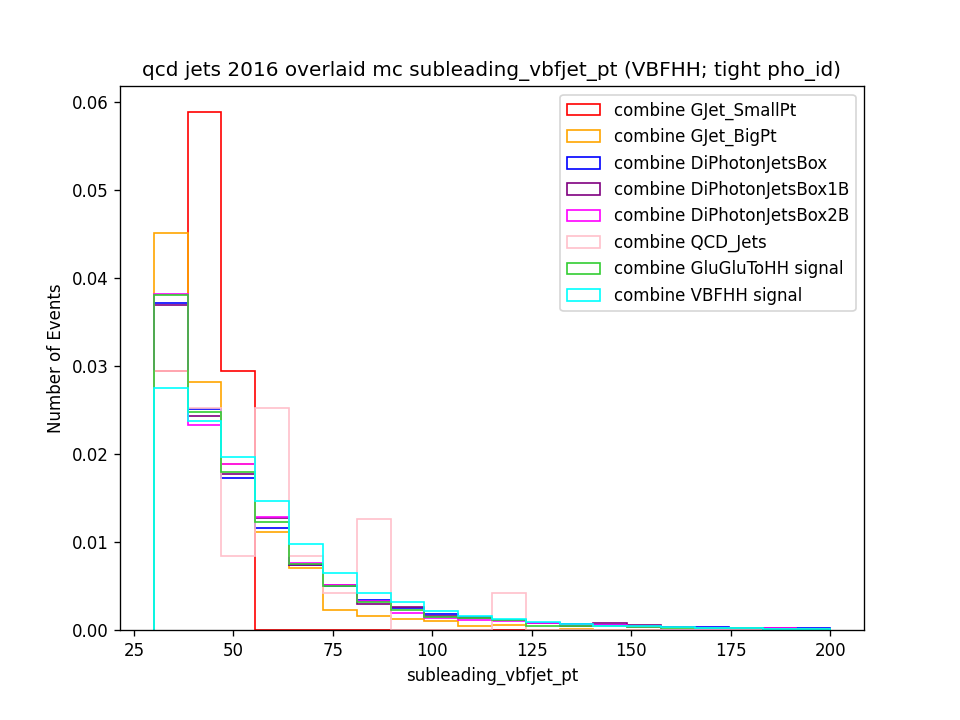 qcd jets 2016 overlaid mc subleading_vbfjet_pt (VBFHH; tight pho_id)
combine GJet_SmallPt
combine GJet_BigPt
combine DiPhotonJetsBox
combine DiPhotonJetsBox1B
combine DiPhotonJetsBox2B
combine QCD_Jets
combine GluGluToHH signal
combine VBFHH signal
Number of Events
0.06
0.05
0.04
0.03
0.02
0.01
0.00
25 50 75 100 125 150 175 200
subleading_vbfjet_pt